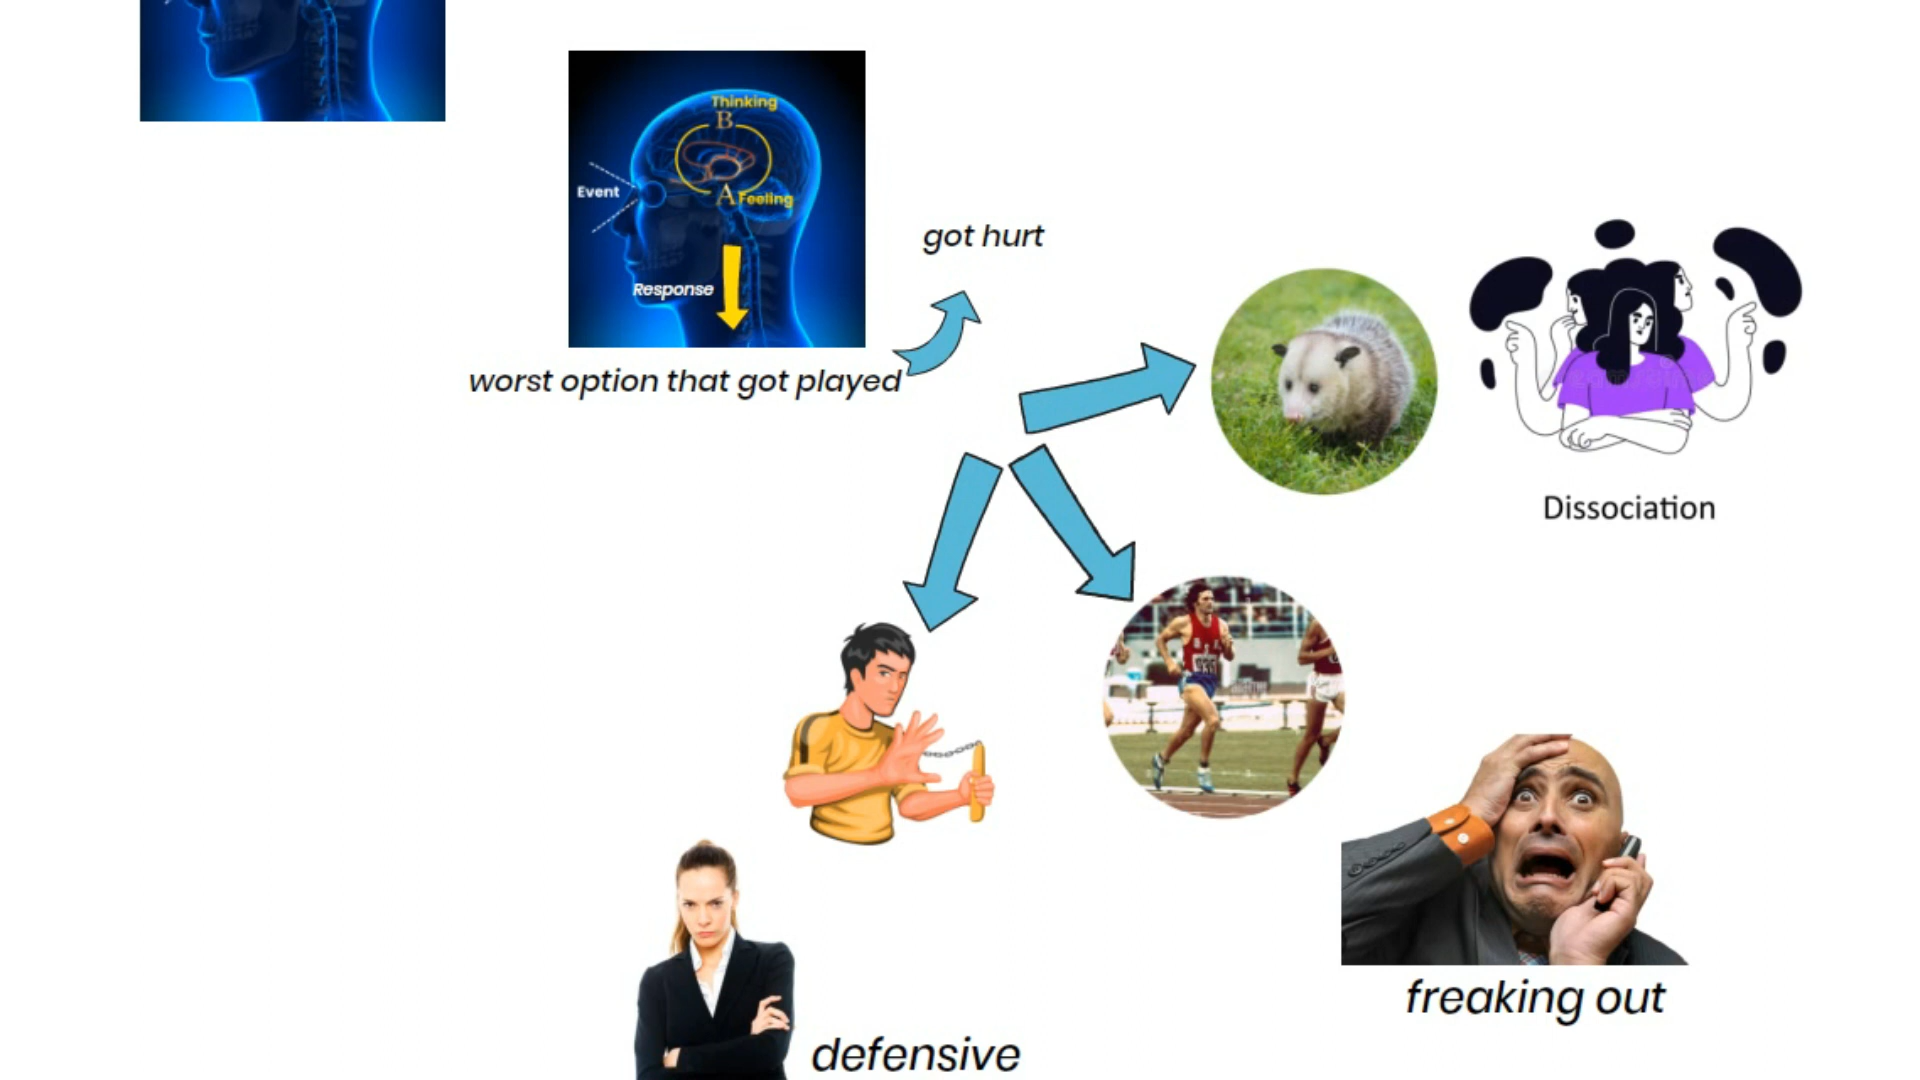 Thinking
B
Event
A Feeling
Response
got hurt
worst option that got played
Dissociation
freaking out
defensive